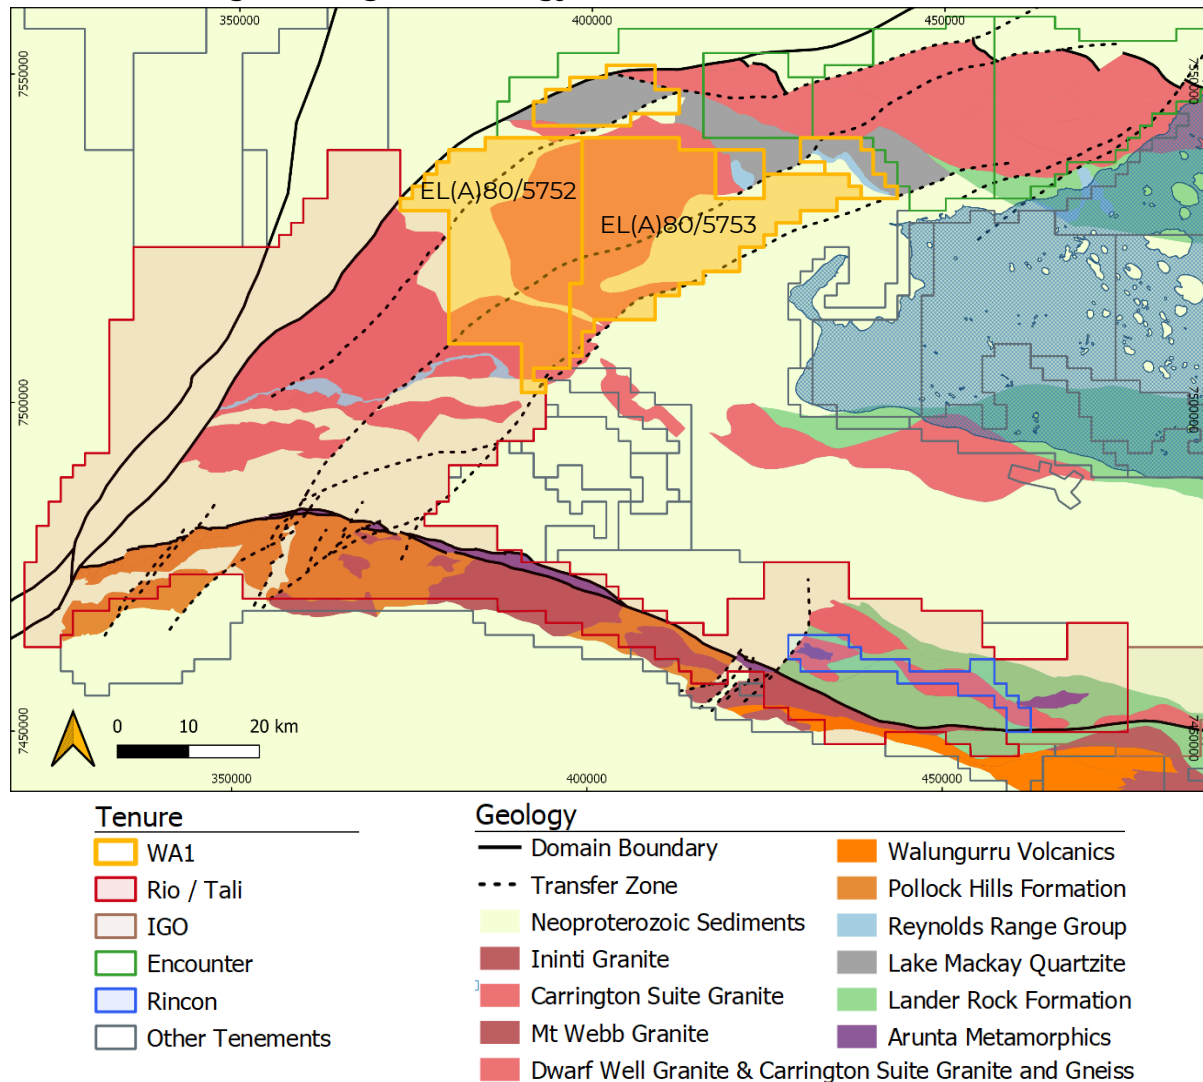 350000 400000 450000
7550000 7550000
EL(A)80/5752
EL(A)80/5753
7500000 7500000
7450000 7450000
0 10 20 km
350000 400000 450000
Tenure
WA1
Rio / Tali
IGO
Encounter
Rincon
Other Tenements
Geology
Domain Boundary
Transfer Zone
Neoproterozoic Sediments
Ininti Granite
Carrington Suite Granite
Mt Webb Granite
Dwarf Well Granite & Carrington Suite Granite and Gneiss
Walungurru Volcanics
Pollock Hills Formation
Reynolds Range Group
Lake Mackay Quartzite
Lander Rock Formation
Arunta Metamorphics